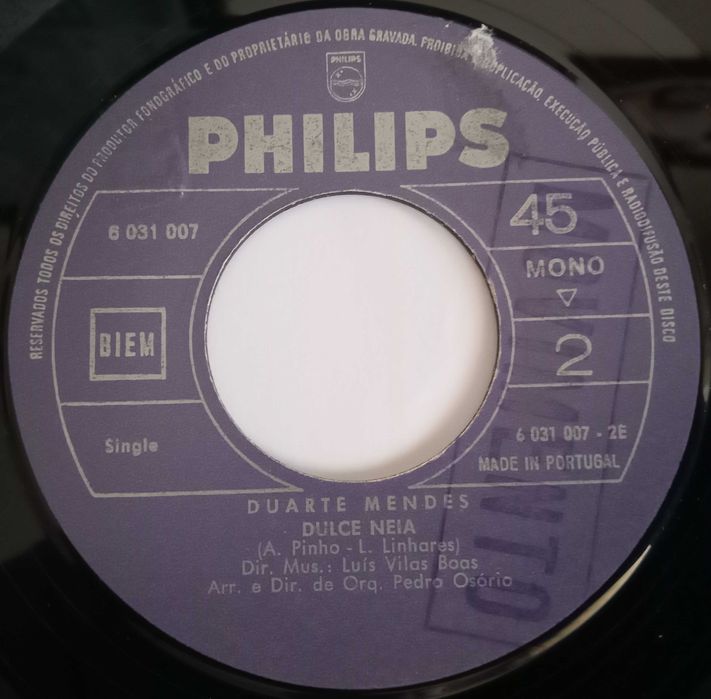 RESERVADOS TODOS OS DIREITOS DO PRODUTOR FONOGRÁFICO E DO PROPRIETÁRIO DA OBRA GRAVADA. PROIBIDA A DUPLICAÇÃO, EXECUÇÃO PÚBLICA E RADIODIFUSÃO DESTE DISCO
PHILIPS
PHILIPS
6 031 007
45
MONO
BIEM
2
Single
6 031 007 - 2E
MADE IN PORTUGAL
DUARTE MENDES
DULCE NEIA
(A. Pinho - L. Linhares)
Dir. Mus.: Luís Vilas Boas
Arr. e Dir. de Orq. Pedro Osório